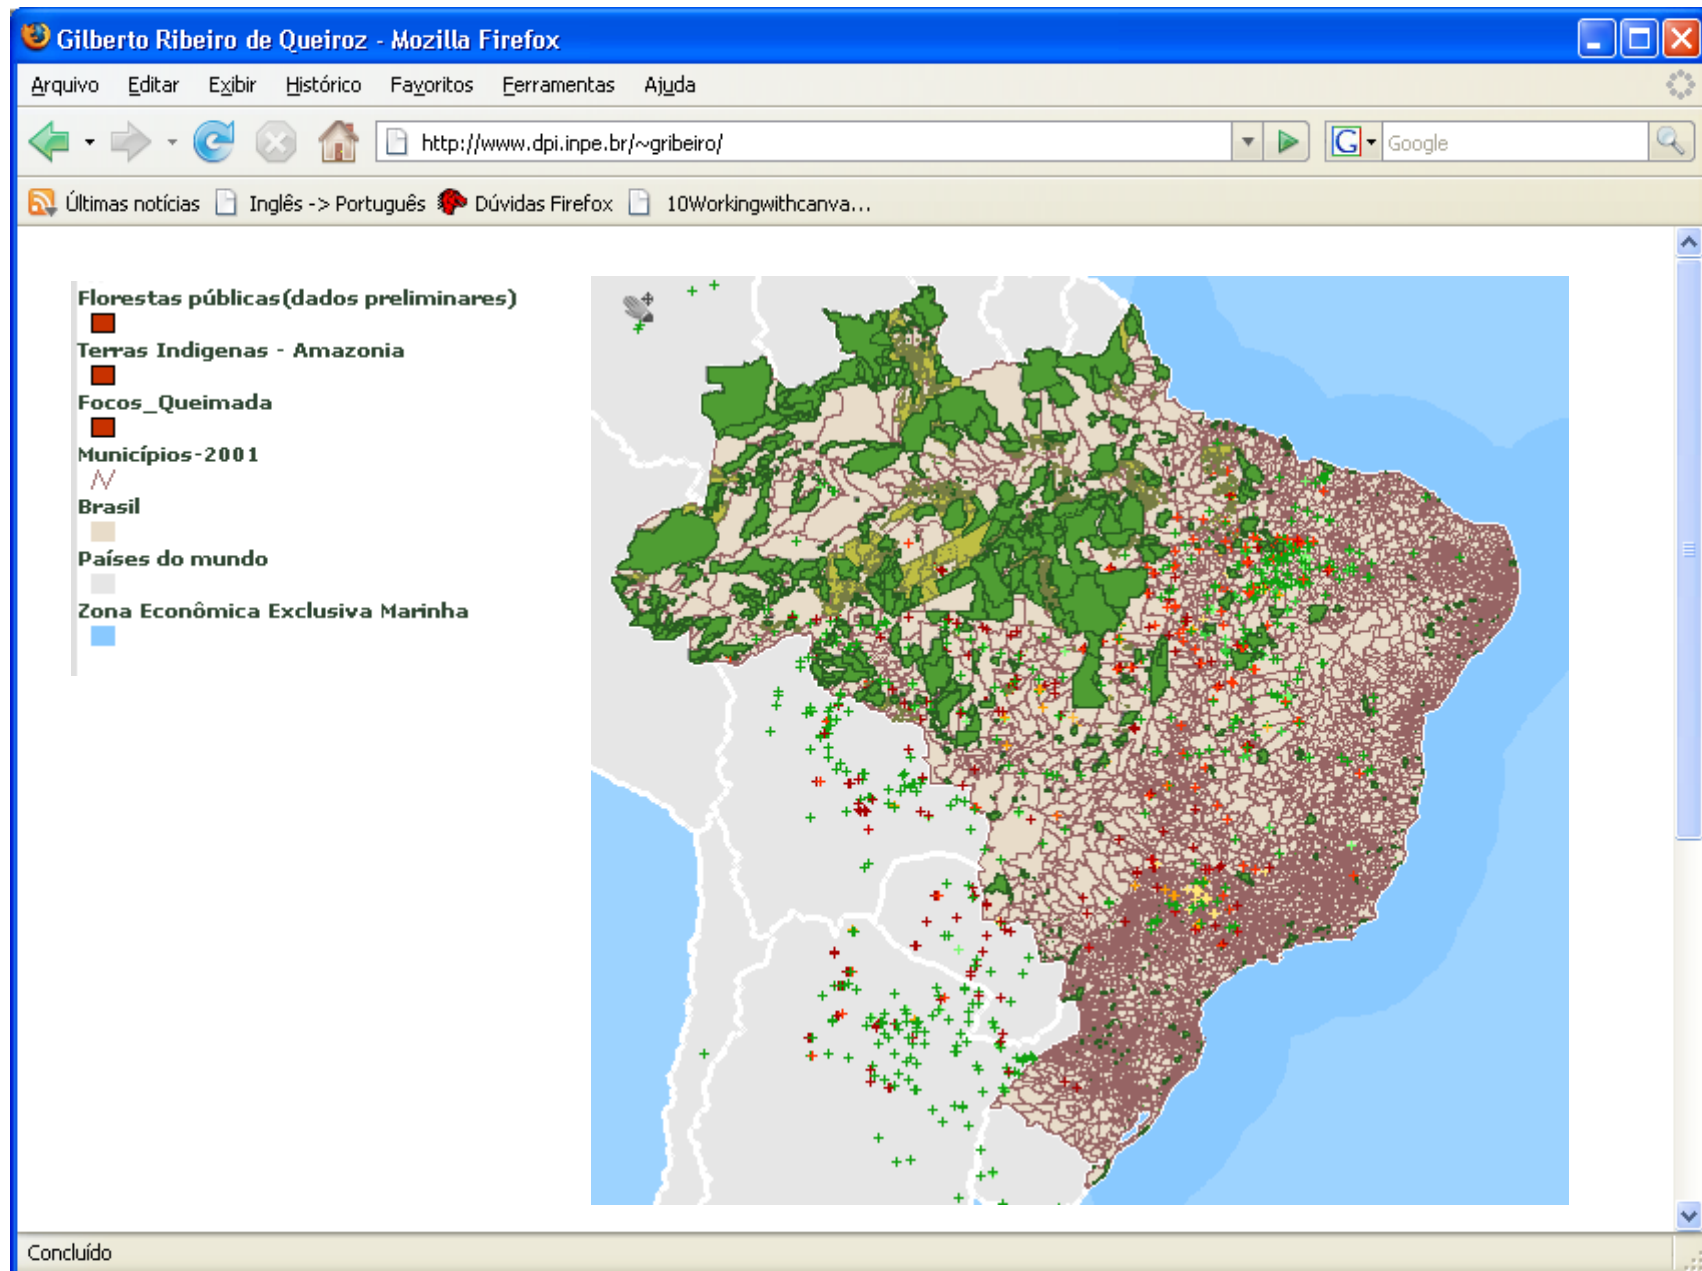 Gilberto Ribeiro de Queiroz - Mozilla Firefox
Arquivo Editar Exibir Histórico Favoritos Ferramentas Ajuda
http://www.dpi.inpe.br/~gribeiro/ G Google
Últimas notícias Inglês -> Português Dúvidas Firefox 10Workingwithcanva...
Florestas públicas(dados preliminares)
Terras Indigenas - Amazonia
Focos_Queimada
Municípios-2001
Brasil
Países do mundo
Zona Econômica Exclusiva Marinha
Concluído